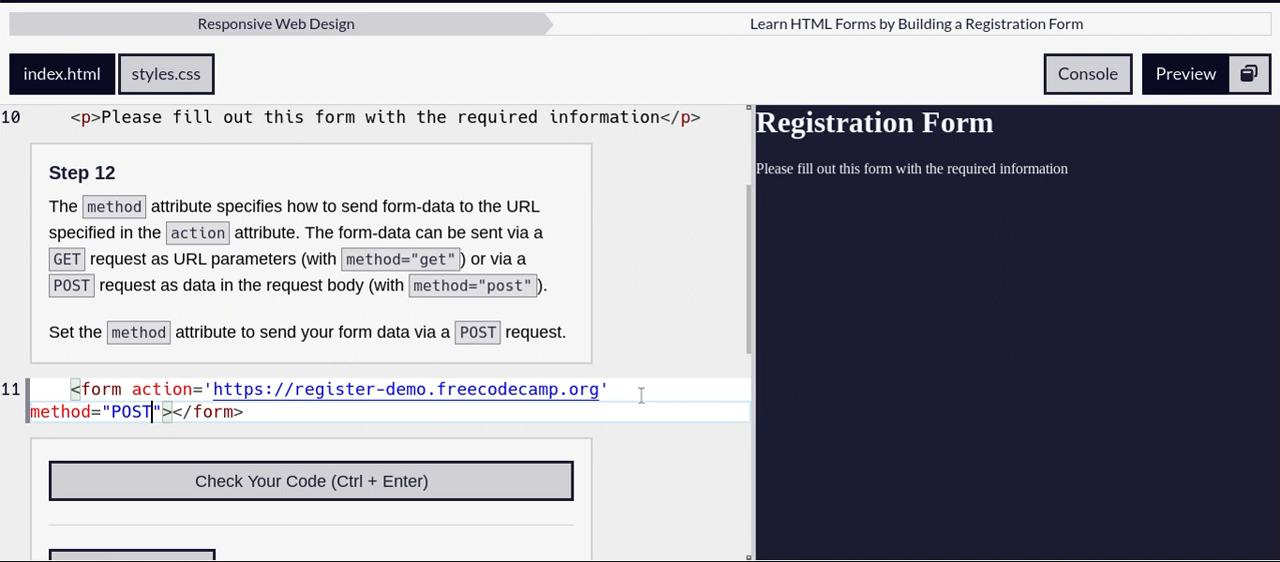 Responsive Web Design
Learn HTML Forms by Building a Registration Form
index.html
styles.css
Console
Preview
10 <p>Please fill out this form with the required information</p>
Step 12
The method attribute specifies how to send form-data to the URL
specified in the action attribute. The form-data can be sent via a
GET request as URL parameters (with method="get") or via a
POST request as data in the request body (with method="post").
Set the method attribute to send your form data via a POST request.
11 <form action='https://register-demo.freecodecamp.org'
method="POST"></form>
Check Your Code (Ctrl + Enter)
Registration Form
Please fill out this form with the required information